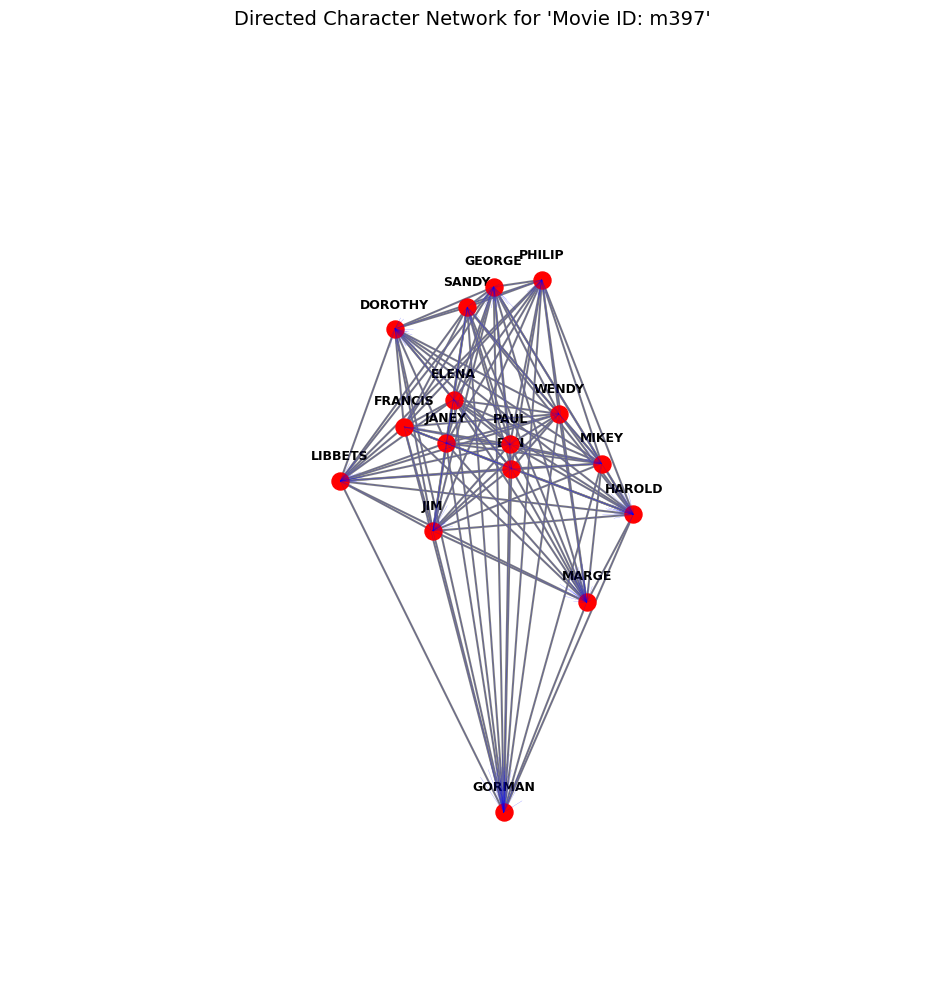 Directed Character Network for 'Movie ID: m397'
PHILIP
GEORGE
SANDY
DOROTHY
ELENA
WENDY
FRANCIS
JANEY
PAUL
MIKEY
LIBBETS
HAROLD
JIM
MARGE
GORMAN